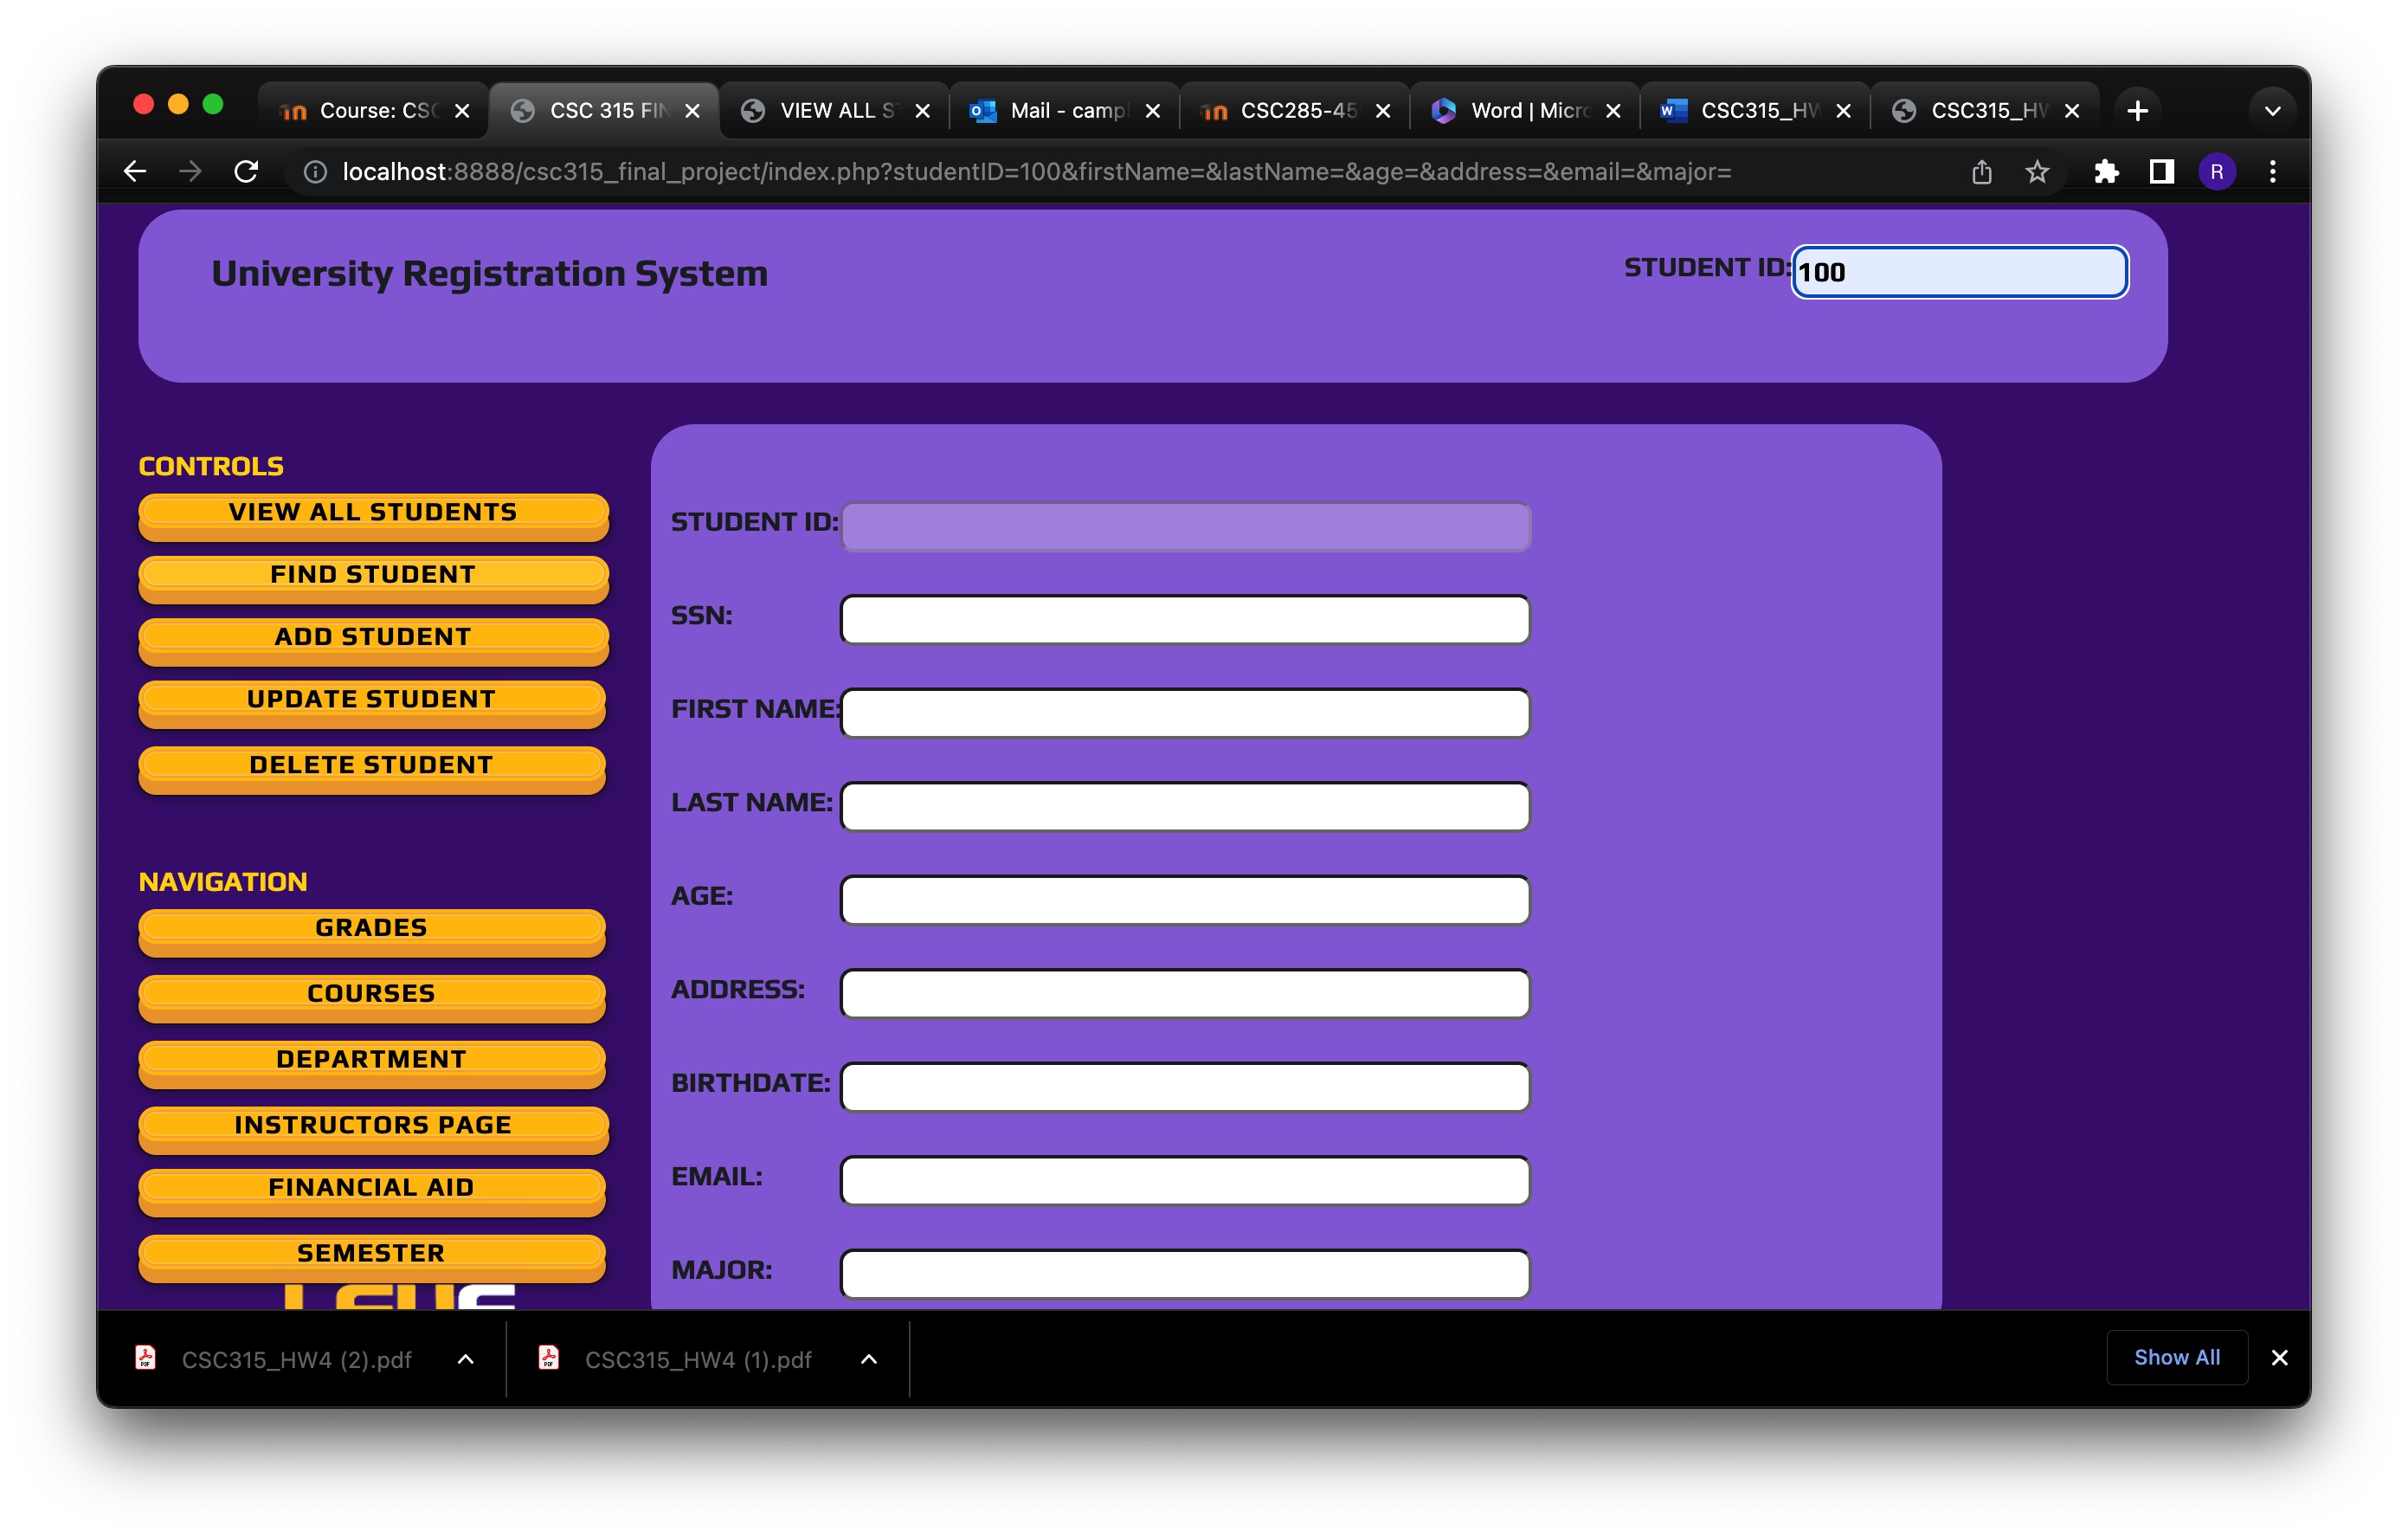 Course: CSC
CSC 315 FIN
VIEW ALL S
Mail - camp
CSC285-45
Word | Micro
CSC315_HW
CSC315_HW
localhost:8888/csc315_final_project/index.php?studentID=100&firstName=&lastName=&age=&address=&email=&major=
R
University Registration System
STUDENT ID: 100
CONTROLS
VIEW ALL STUDENTS
FIND STUDENT
ADD STUDENT
UPDATE STUDENT
DELETE STUDENT
NAVIGATION
GRADES
COURSES
DEPARTMENT
INSTRUCTORS PAGE
FINANCIAL AID
SEMESTER
STUDENT ID:
SSN:
FIRST NAME:
LAST NAME:
AGE:
ADDRESS:
BIRTHDATE:
EMAIL:
MAJOR:
CSC315_HW4 (2).pdf
CSC315_HW4 (1).pdf
Show All